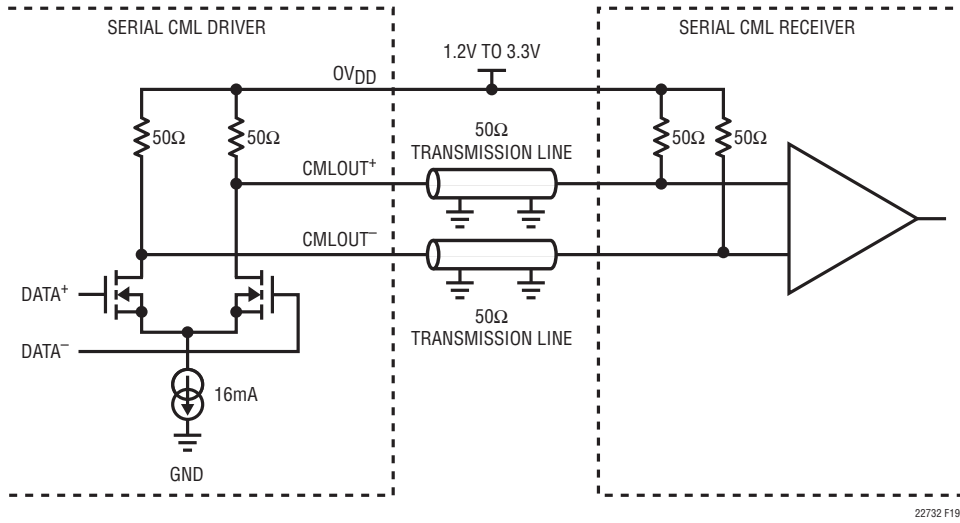 SERIAL CML DRIVER
SERIAL CML RECEIVER
1.2V TO 3.3V
OVDD
50Ω
50Ω
50Ω
TRANSMISSION LINE
50Ω
50Ω
CMLOUT+
CMLOUT–
DATA+
DATA–
50Ω
TRANSMISSION LINE
16mA
GND
22732 F19